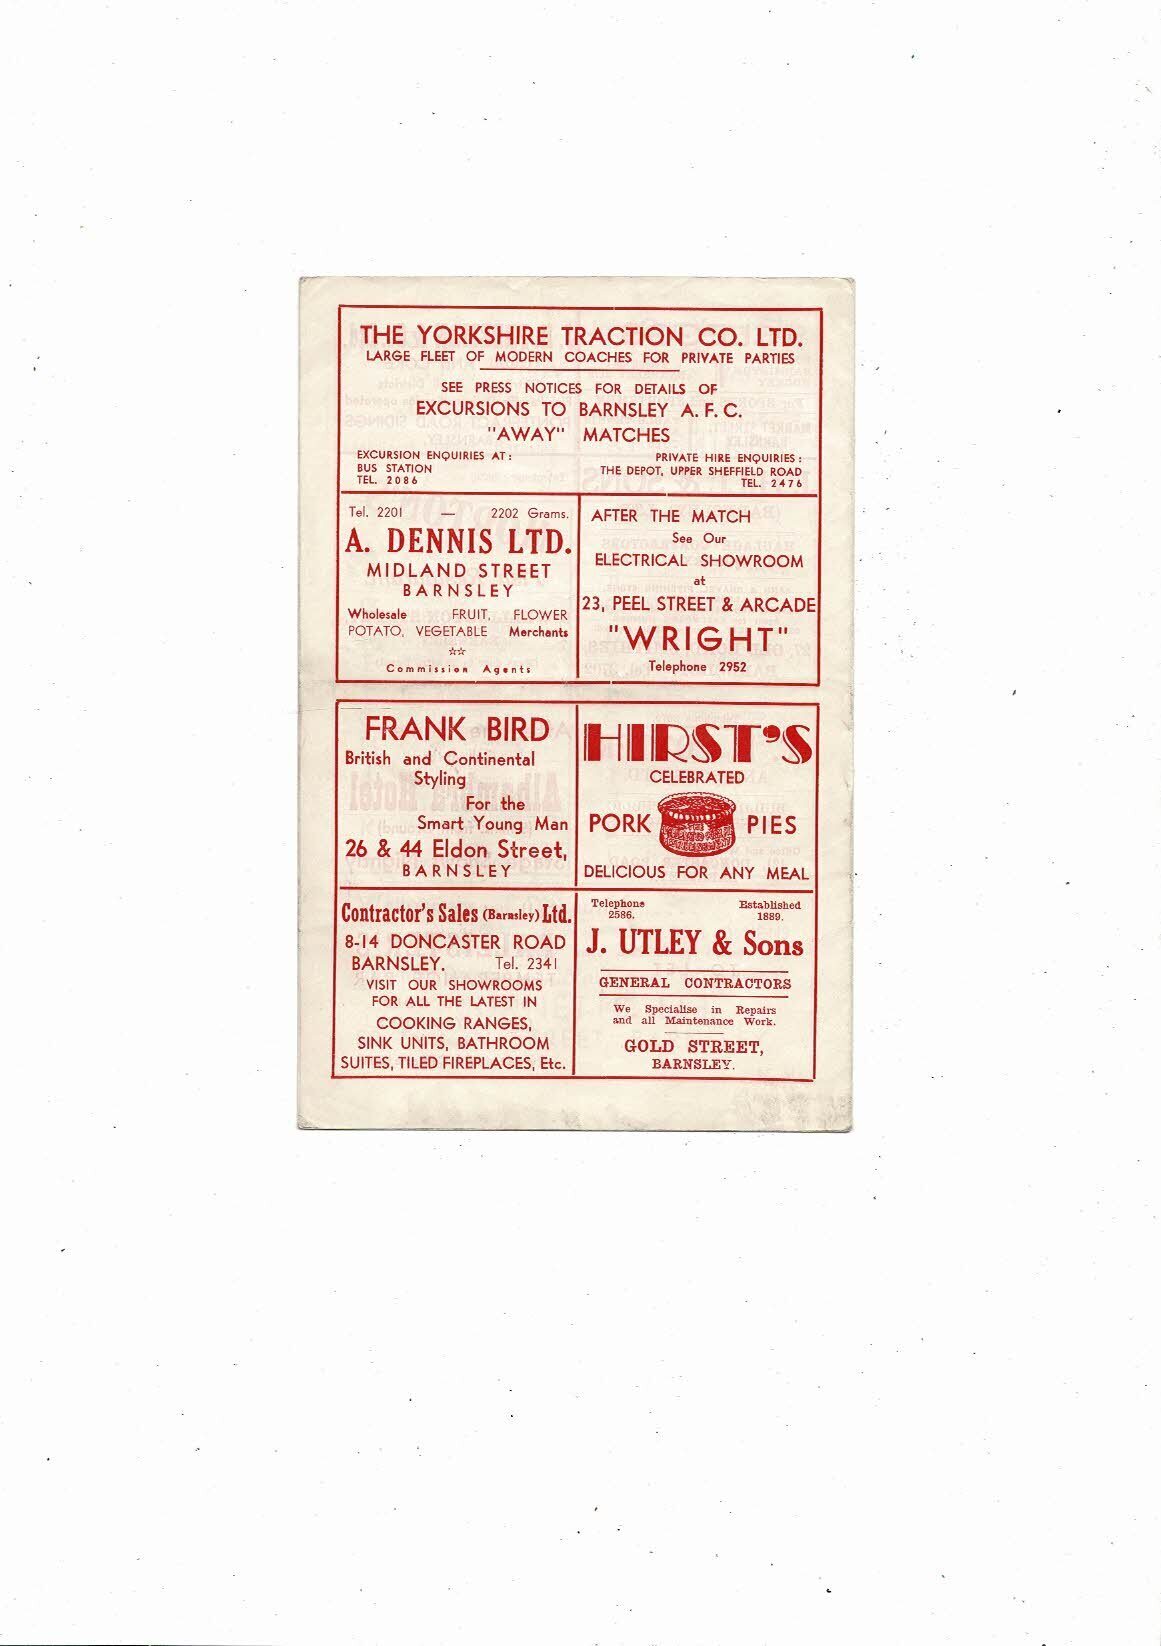 THE YORKSHIRE TRACTION CO. LTD.
LARGE FLEET OF MODERN COACHES FOR PRIVATE PARTIES
SEE PRESS NOTICES FOR DETAILS OF
EXCURSIONS TO BARNSLEY A.F.C.
"AWAY" MATCHES
EXCURSION ENQUIRIES AT:
BUS STATION
TEL. 2086
PRIVATE HIRE ENQUIRIES:
THE DEPOT, UPPER SHEFFIELD ROAD
TEL. 2476
Tel. 2201 — 2202 Grams.
A. DENNIS LTD.
MIDLAND STREET
BARNSLEY
Wholesale FRUIT, FLOWER
POTATO, VEGETABLE Merchants
☆☆
Commission Agents
AFTER THE MATCH
See Our
ELECTRICAL SHOWROOM
at
23, PEEL STREET & ARCADE
"WRIGHT"
Telephone 2952
FRANK BIRD
British and Continental
Styling
For the
Smart Young Man
26 & 44 Eldon Street,
BARNSLEY
HIRST'S
CELEBRATED
PORK PIES
DELICIOUS FOR ANY MEAL
Contractor's Sales (Barnsley) Ltd.
8-14 DONCASTER ROAD
BARNSLEY. Tel. 2341
VISIT OUR SHOWROOMS
FOR ALL THE LATEST IN
COOKING RANGES,
SINK UNITS, BATHROOM
SUITES, TILED FIREPLACES, Etc.
Telephone 2586. Established 1889.
J. UTLEY & Sons
GENERAL CONTRACTORS
We Specialise in Repairs
and all Maintenance Work.
GOLD STREET,
BARNSLEY.